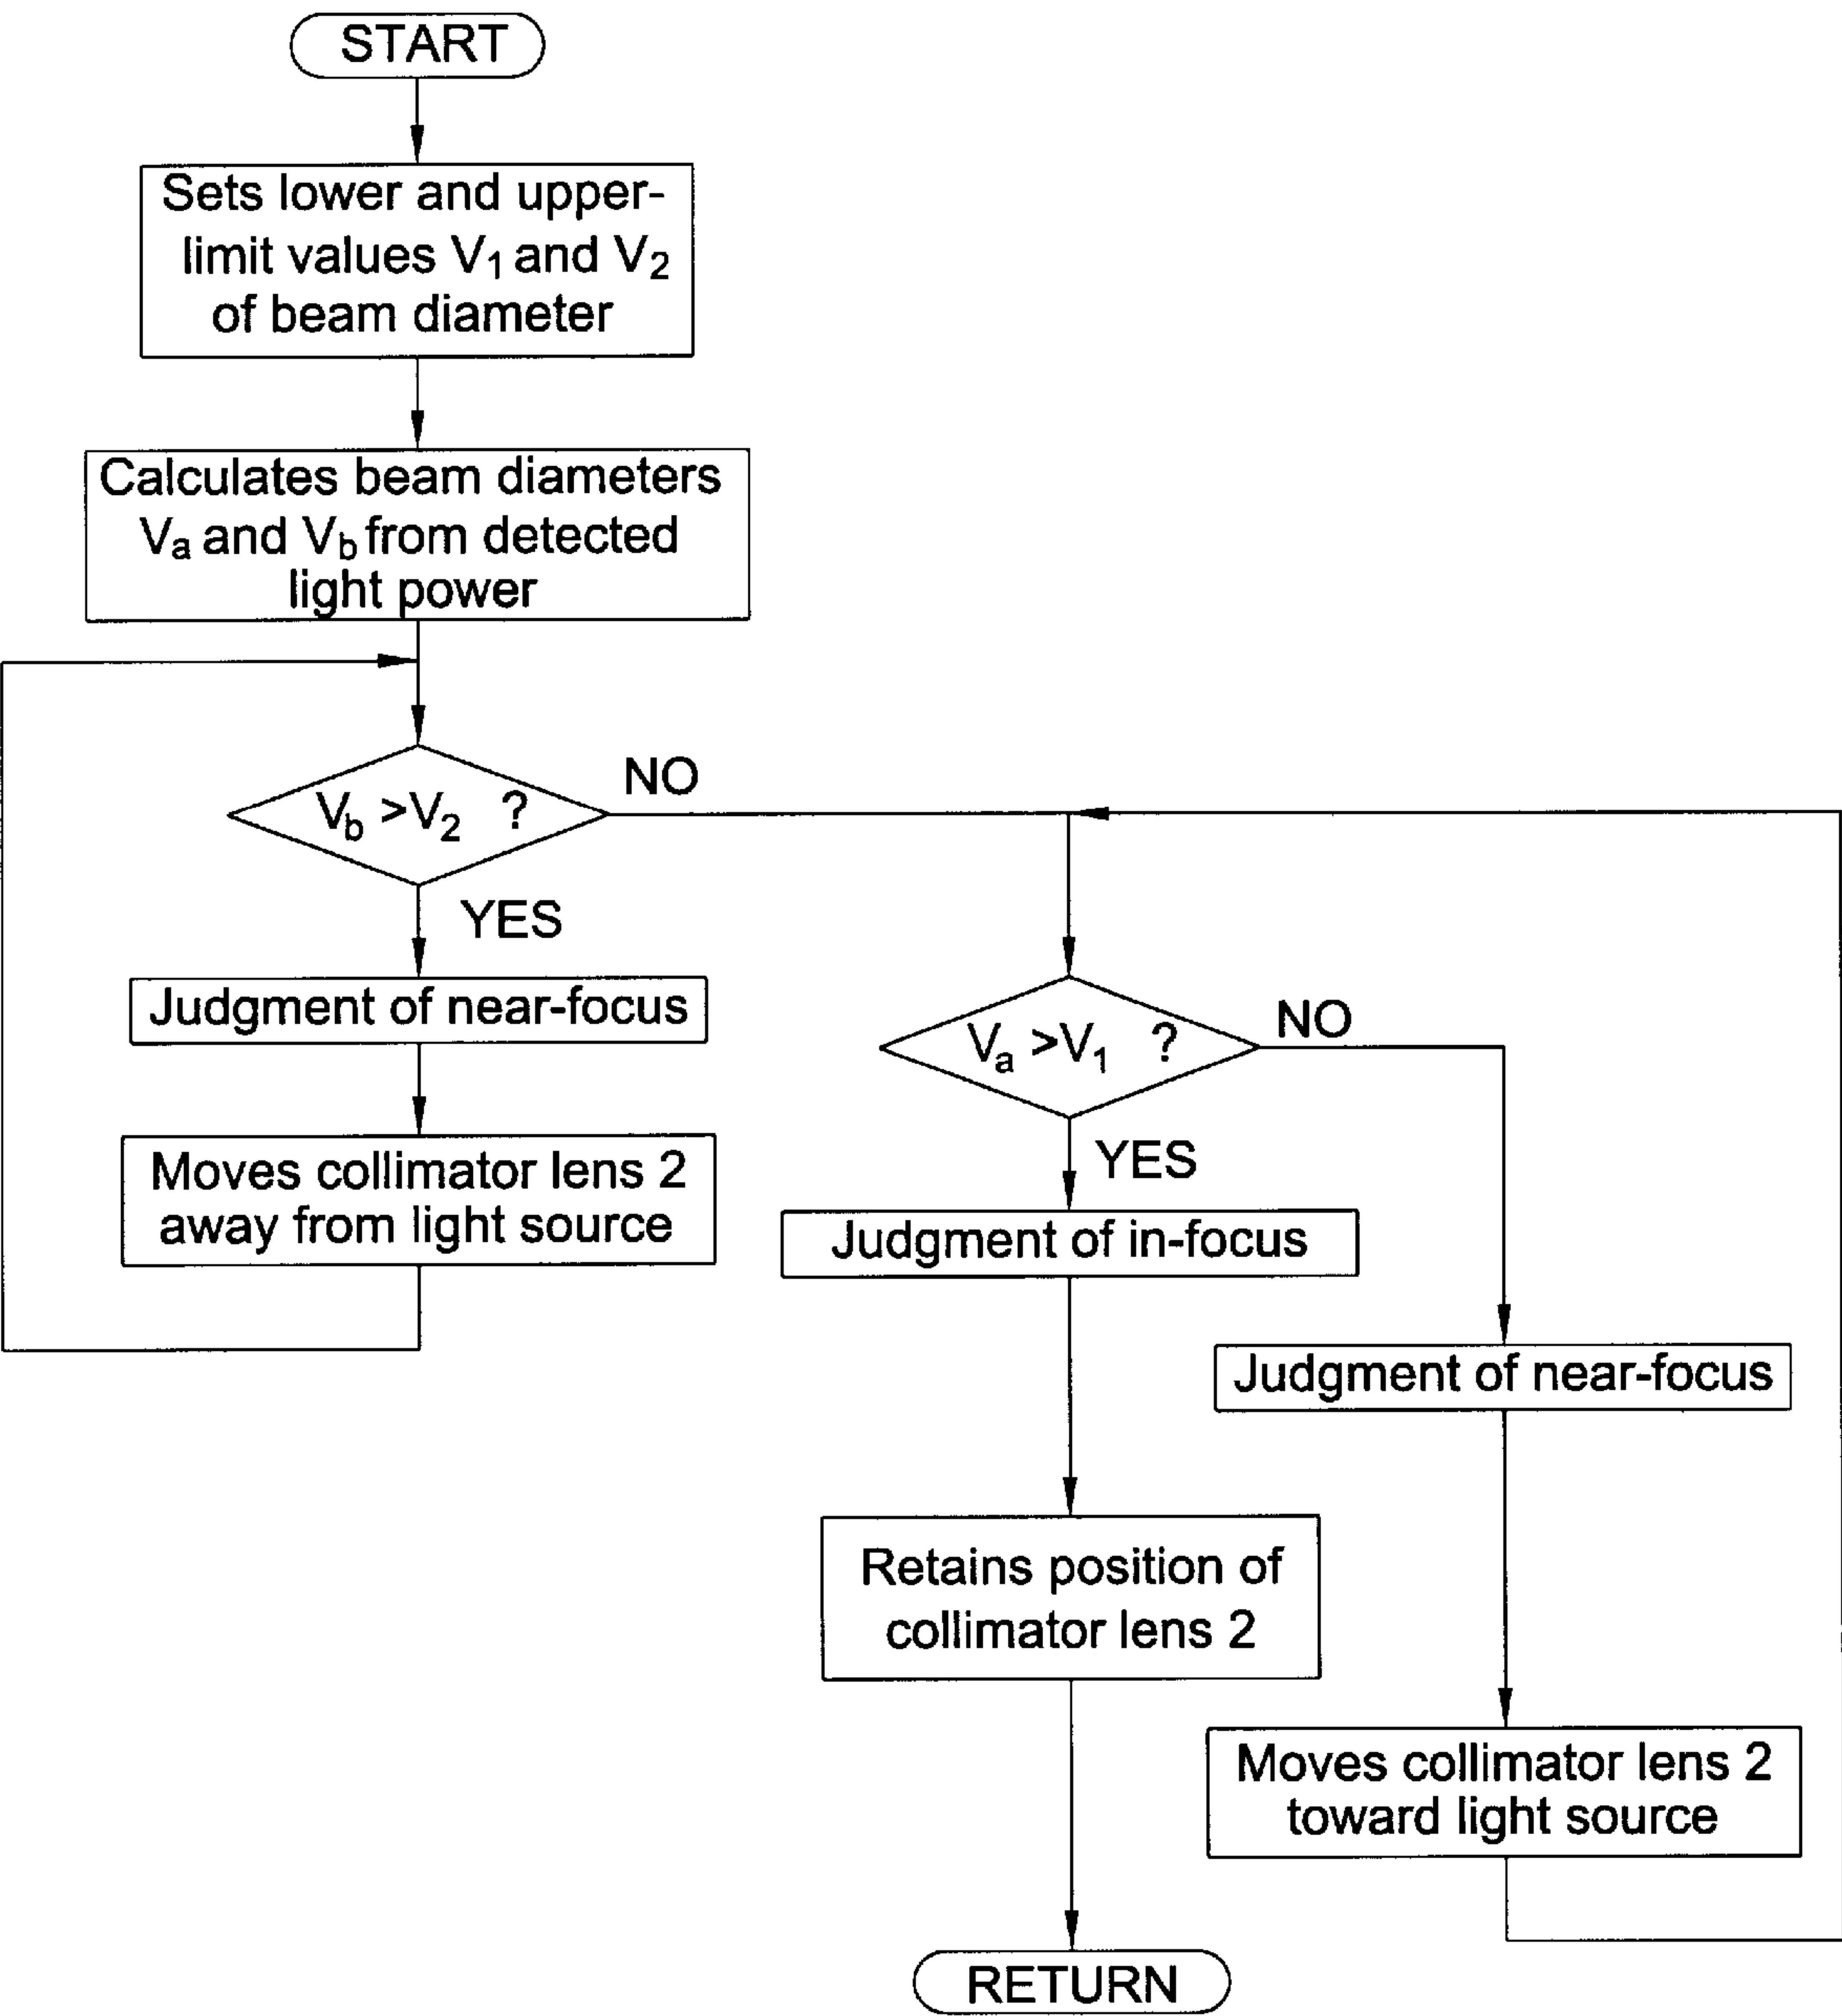 START
Sets lower and upper-
limit values V₁ and V₂
of beam diameter
Calculates beam diameters
Vₐ and V_b from detected
light power
V_b >V₂ ?
NO
YES
Judgment of near-focus
Moves collimator lens 2
away from light source
Vₐ >V₁ ?
NO
YES
Judgment of in-focus
Judgment of near-focus
Retains position of
collimator lens 2
Moves collimator lens 2
toward light source
RETURN